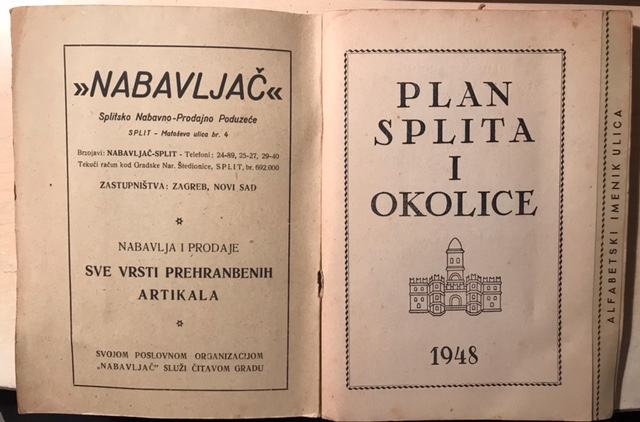 »NABAVLJAČ«
Splitsko Nabavno-Prodajno Poduzeće
SPLIT - Matoševa ulica br. 4
Brzojavi: NABAVLJAČ-SPLIT - Telefoni: 24-89, 25-27, 29-40
Tekući račun kod Gradske Nar. Štedionice, SPLIT, br. 692.000
ZASTUPNIŠTVA: ZAGREB, NOVI SAD
NABAVLJA I PRODAJE
SVE VRSTI PREHRANBENIH
ARTIKALA
SVOJOM POSLOVNOM ORGANIZACIJOM
„NABAVLJAČ" SLUŽI ČITAVOM GRADU
PLAN
SPLITA
I
OKOLICE
1948
ALFABETSKI IMENIK ULICA